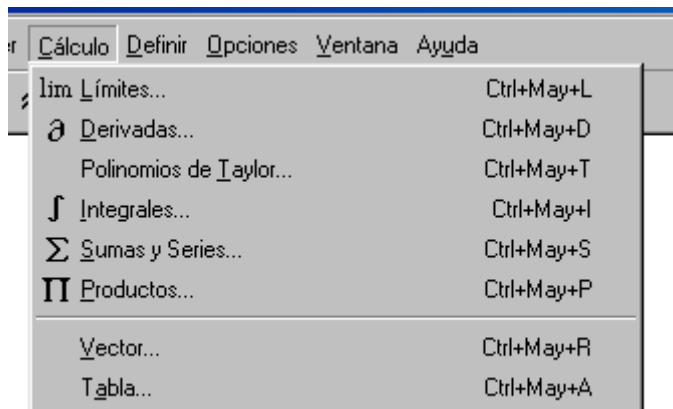 r Cálculo Definir Opciones Ventana Ayuda
lim Límites... Ctrl+May+L
∂ Derivadas... Ctrl+May+D
Polinomios de Taylor... Ctrl+May+T
∫ Integrales... Ctrl+May+I
∑ Sumas y Series... Ctrl+May+S
∏ Productos... Ctrl+May+P
Vector... Ctrl+May+R
Tabla... Ctrl+May+A